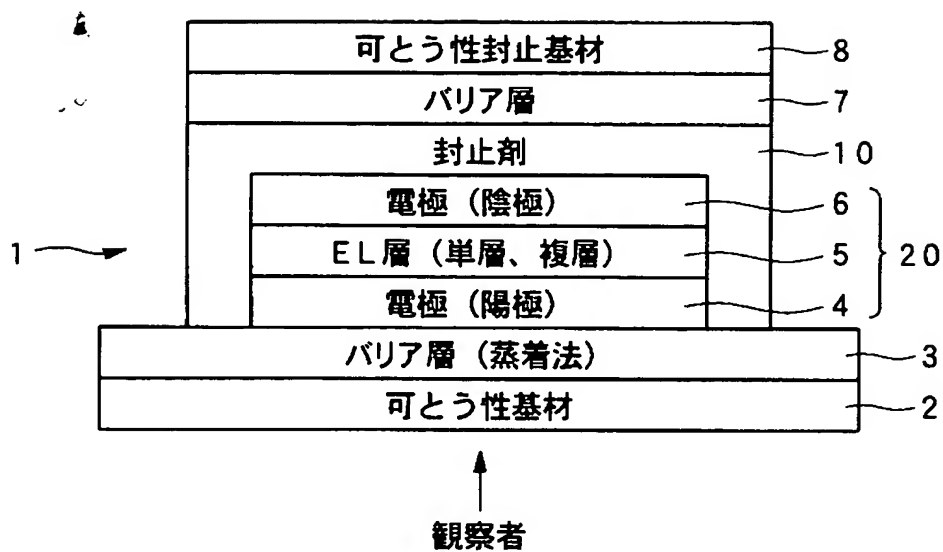 可とう性封止基材 8
バリア層 7
封止剤 10
電極(陰極) 6
1 EL層(単層、複層) 5 20
電極(陽極) 4
バリア層(蒸着法) 3
可とう性基材 2
観察者